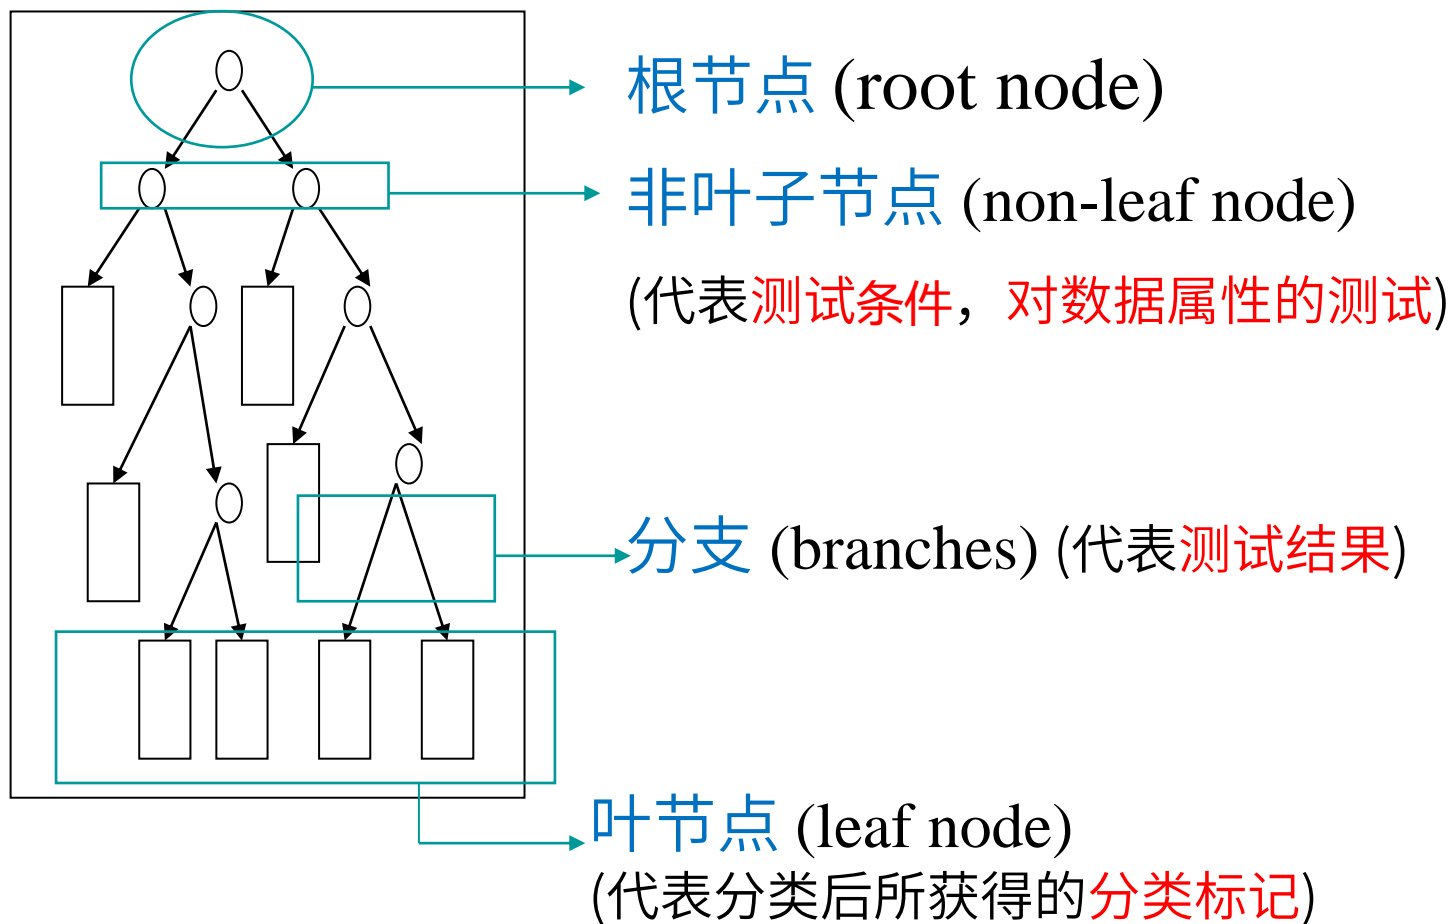 根节点 (root node)
非叶子节点 (non-leaf node)
(代表测试条件，对数据属性的测试)
分支 (branches) (代表测试结果)
叶节点 (leaf node)
(代表分类后所获得的分类标记)